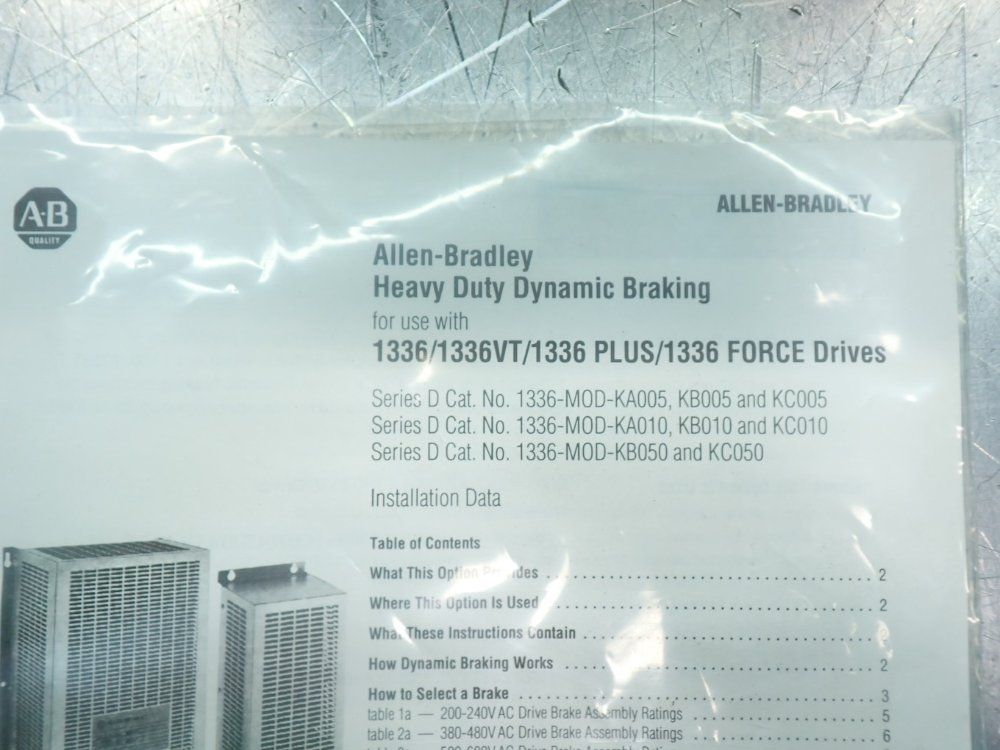 A-B
QUALITY
ALLEN-BRADLEY
Allen-Bradley
Heavy Duty Dynamic Braking
for use with
1336/1336VT/1336 PLUS/1336 FORCE Drives
Series D Cat. No. 1336-MOD-KA005, KB005 and KC005
Series D Cat. No. 1336-MOD-KA010, KB010 and KC010
Series D Cat. No. 1336-MOD-KB050 and KC050
Installation Data
Table of Contents
What This Option Provides 2
Where This Option Is Used 2
What These Instructions Contain 2
How Dynamic Braking Works 2
How to Select a Brake 3
table 1a — 200-240V AC Drive Brake Assembly Ratings 5
table 2a — 380-480V AC Drive Brake Assembly Ratings 6